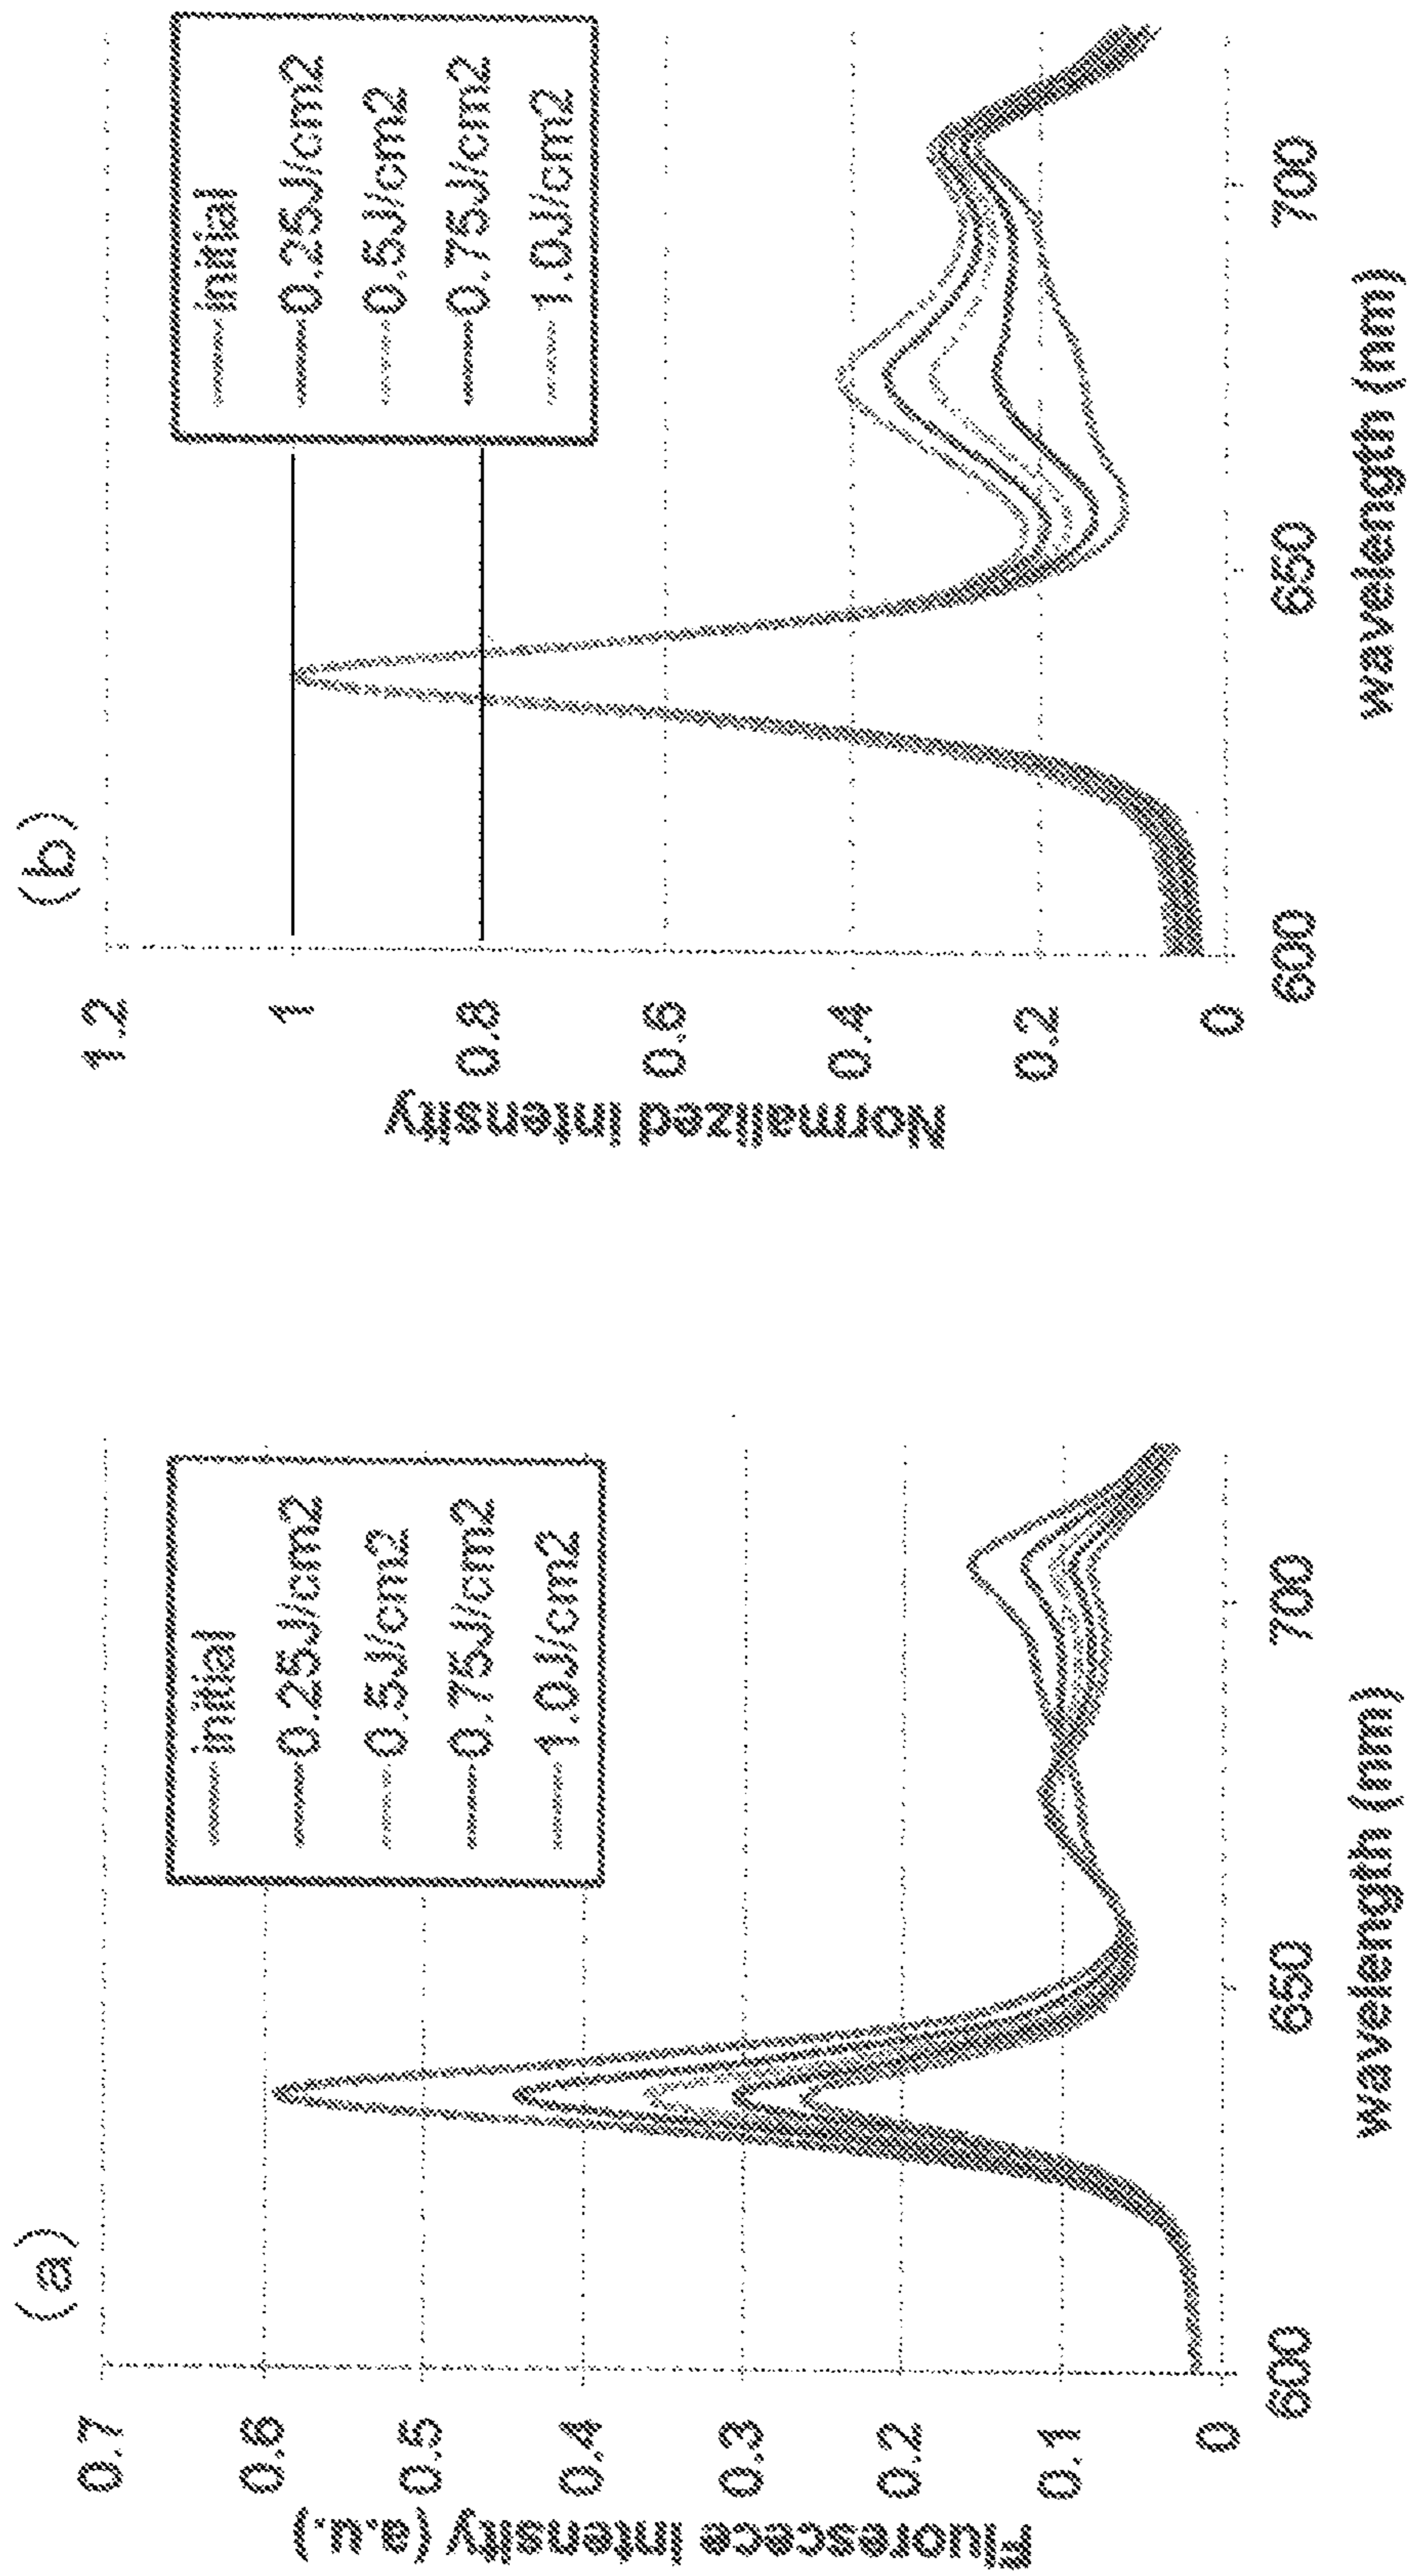 (a)
Fluorescece intensity (a.u.)
0.7
0.6
0.5
0.4
0.3
0.2
0.1
0
600
650
700
wavelength (nm)
initial
0.25J/cm2
0.5J/cm2
0.75J/cm2
1.0J/cm2
(b)
Normalized intensity
1.2
1
0.8
0.6
0.4
0.2
0
600
650
700
wavelength (nm)
initial
0.25J/cm2
0.5J/cm2
0.75J/cm2
1.0J/cm2